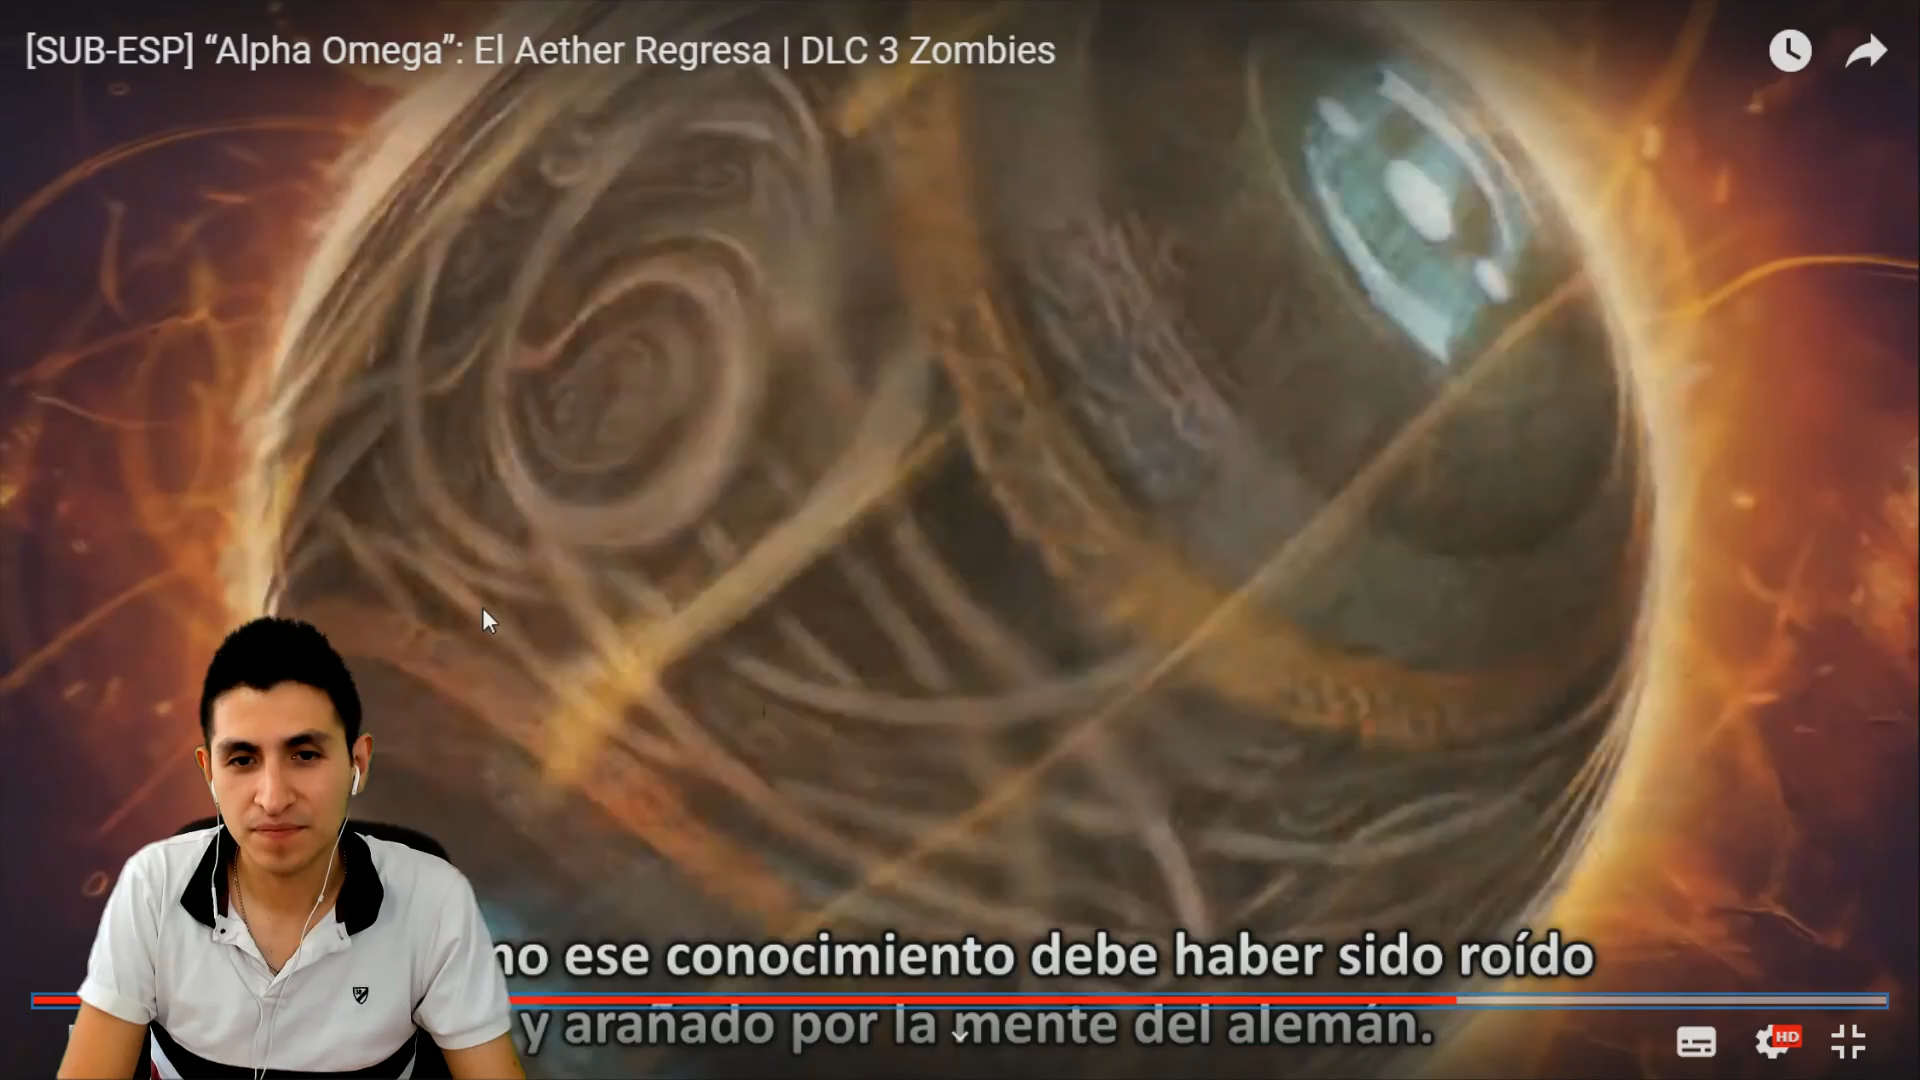 [SUB-ESP] “Alpha Omega”: El Aether Regresa | DLC 3 Zombies
ese conocimiento debe haber sido roído
y arañado por la mente del alemán.
HD